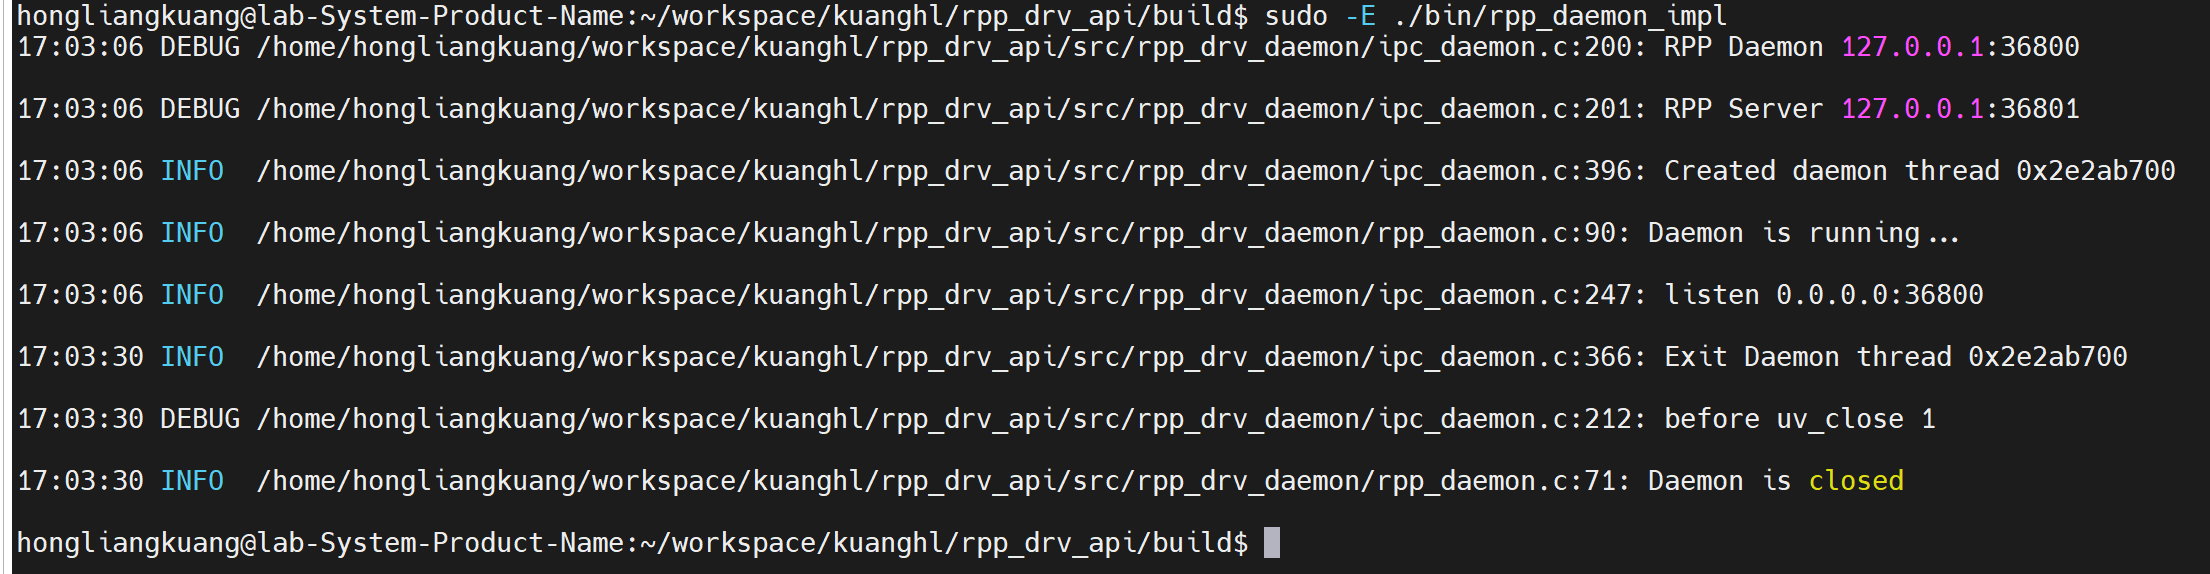 hongliangkuang@lab-System-Product-Name:~/workspace/kuanghl/rpp_drv_api/build$ sudo -E ./bin/rpp_daemon_impl
17:03:06 DEBUG /home/hongliangkuang/workspace/kuanghl/rpp_drv_api/src/rpp_drv_daemon/ipc_daemon.c:200: RPP Daemon 127.0.0.1:36800
17:03:06 DEBUG /home/hongliangkuang/workspace/kuanghl/rpp_drv_api/src/rpp_drv_daemon/ipc_daemon.c:201: RPP Server 127.0.0.1:36801
17:03:06 INFO  /home/hongliangkuang/workspace/kuanghl/rpp_drv_api/src/rpp_drv_daemon/ipc_daemon.c:396: Created daemon thread 0x2e2ab700
17:03:06 INFO  /home/hongliangkuang/workspace/kuanghl/rpp_drv_api/src/rpp_drv_daemon/rpp_daemon.c:90: Daemon is running...
17:03:06 INFO  /home/hongliangkuang/workspace/kuanghl/rpp_drv_api/src/rpp_drv_daemon/ipc_daemon.c:247: listen 0.0.0.0:36800
17:03:30 INFO  /home/hongliangkuang/workspace/kuanghl/rpp_drv_api/src/rpp_drv_daemon/ipc_daemon.c:366: Exit Daemon thread 0x2e2ab700
17:03:30 DEBUG /home/hongliangkuang/workspace/kuanghl/rpp_drv_api/src/rpp_drv_daemon/ipc_daemon.c:212: before uv_close 1
17:03:30 INFO  /home/hongliangkuang/workspace/kuanghl/rpp_drv_api/src/rpp_drv_daemon/rpp_daemon.c:71: Daemon is closed
hongliangkuang@lab-System-Product-Name:~/workspace/kuanghl/rpp_drv_api/build$